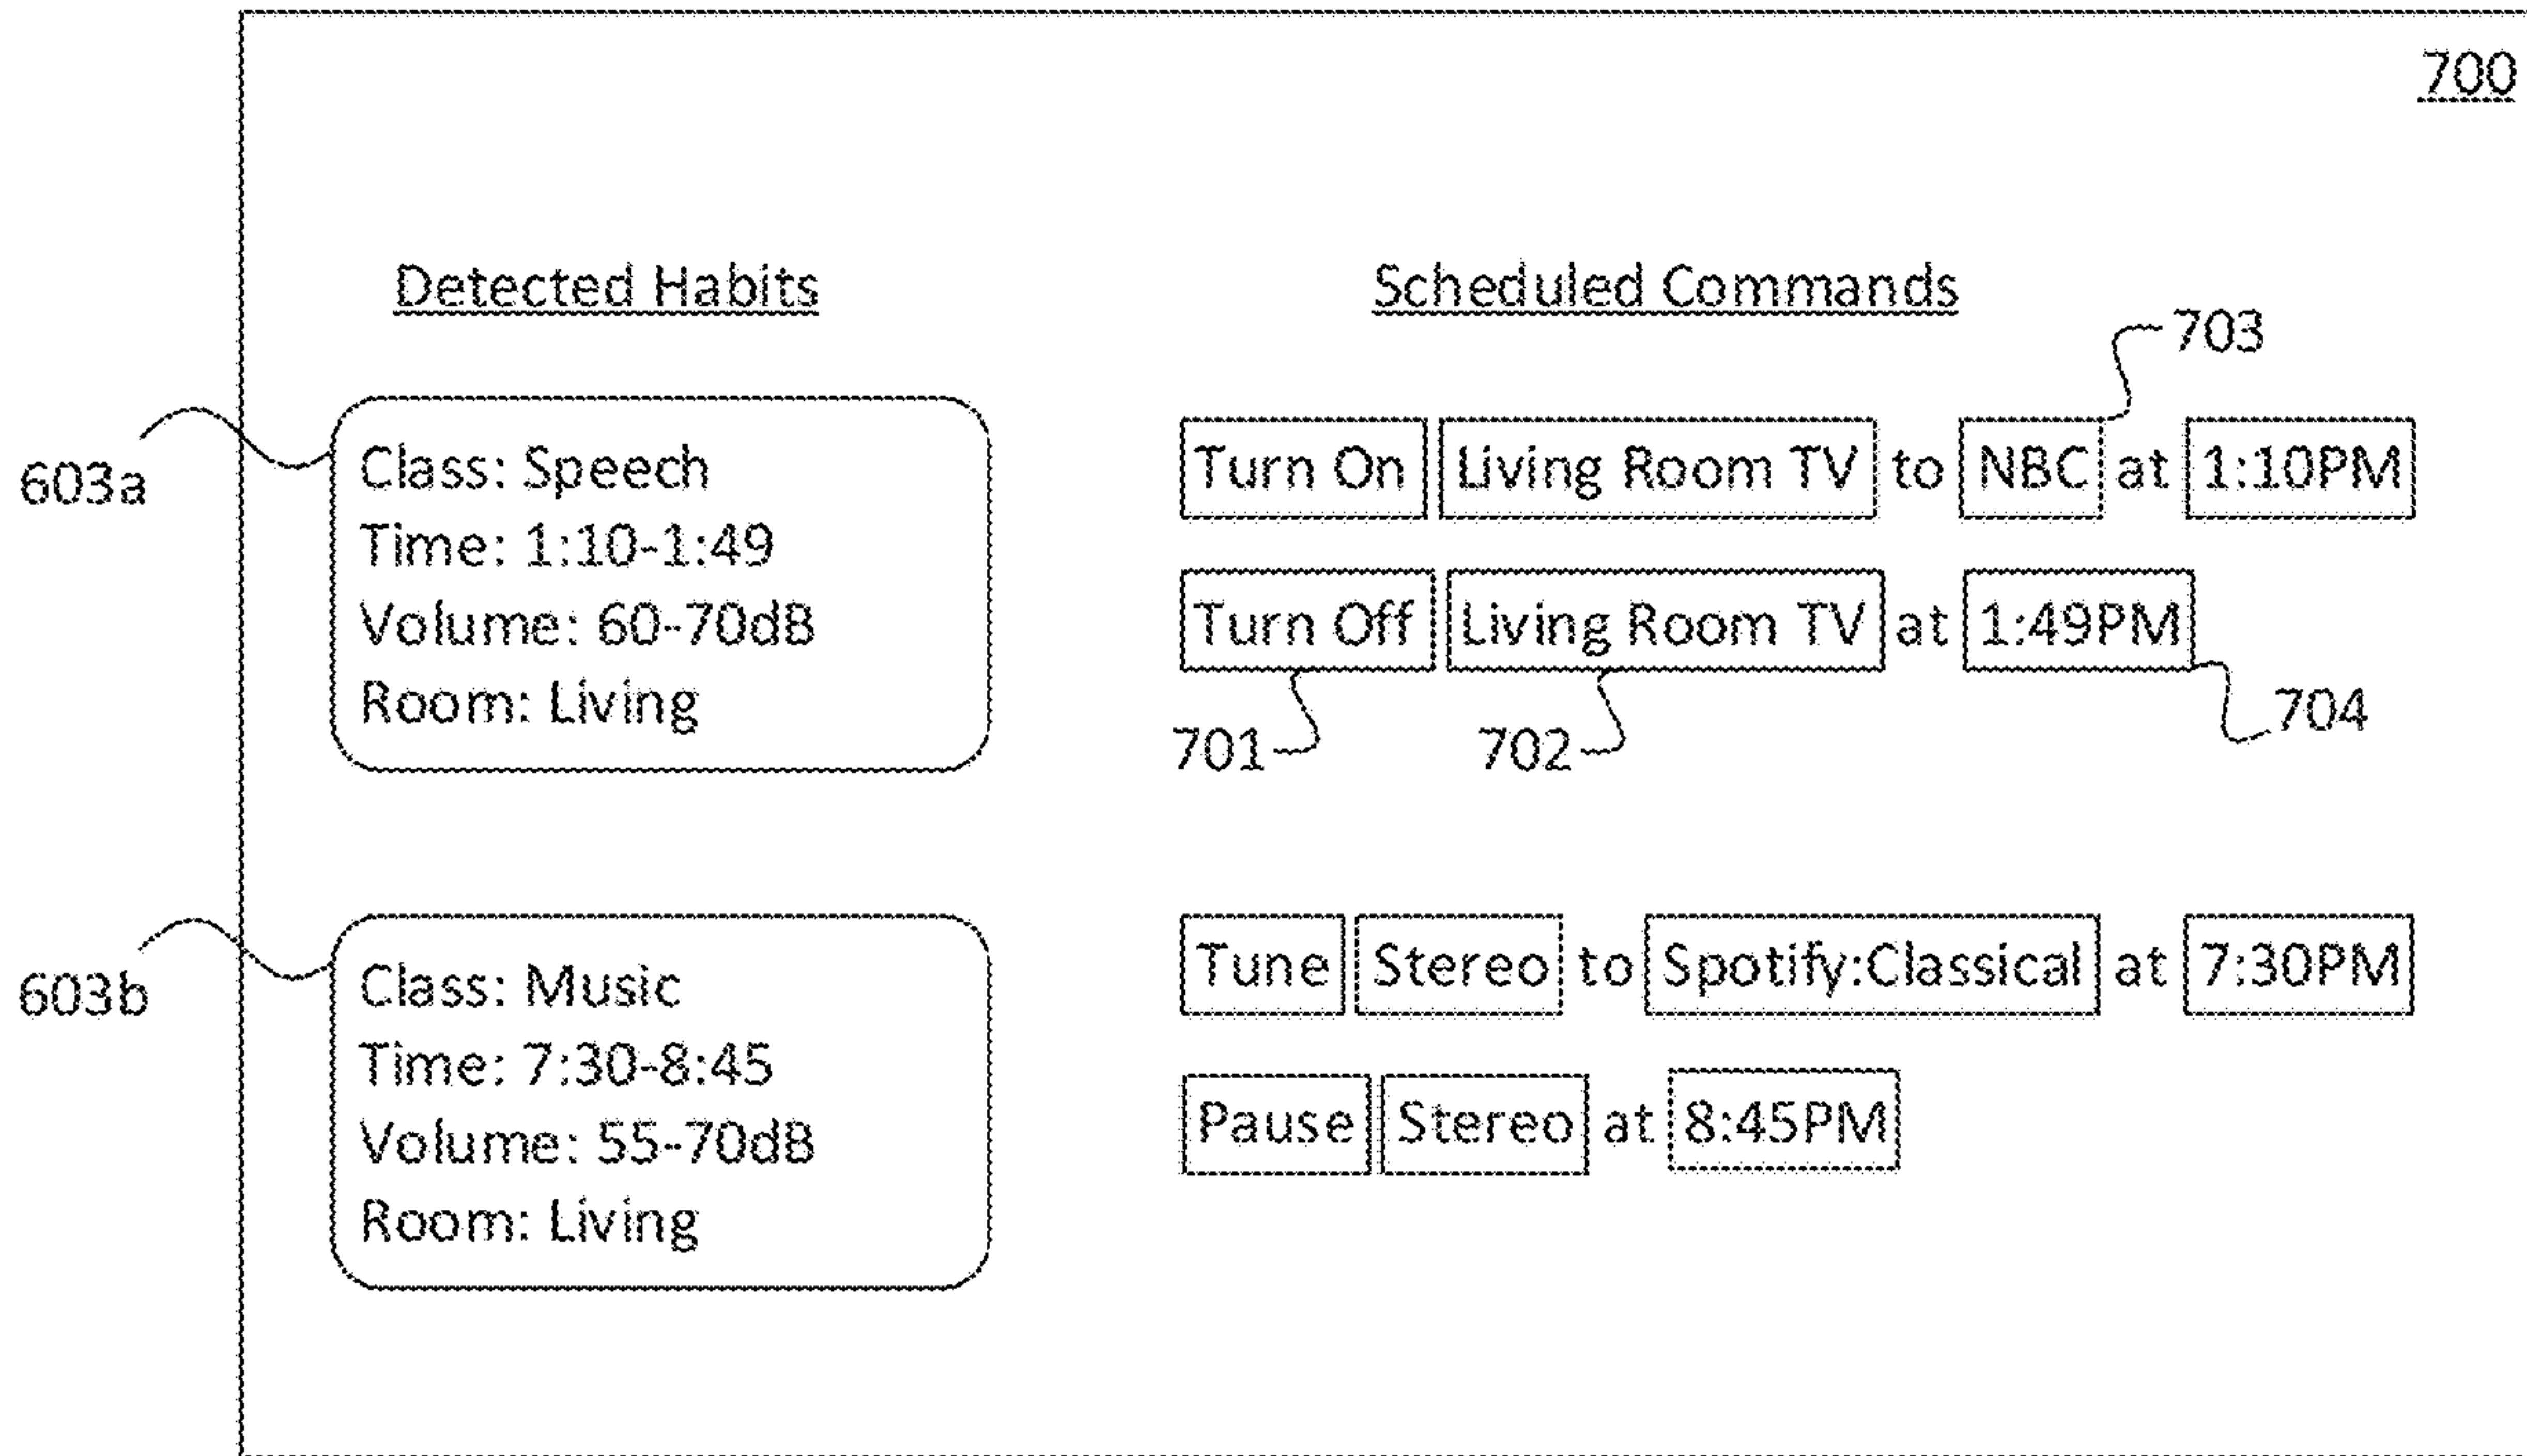 700
Detected Habits
Scheduled Commands
703
603a
Class: Speech
Time: 1:10-1:49
Volume: 60-70dB
Room: Living
Turn On Living Room TV to NBC at 1:10PM
Turn Off Living Room TV at 1:49PM
701
702
704
603b
Class: Music
Time: 7:30-8:45
Volume: 55-70dB
Room: Living
Tune Stereo to Spotify:Classical at 7:30PM
Pause Stereo at 8:45PM